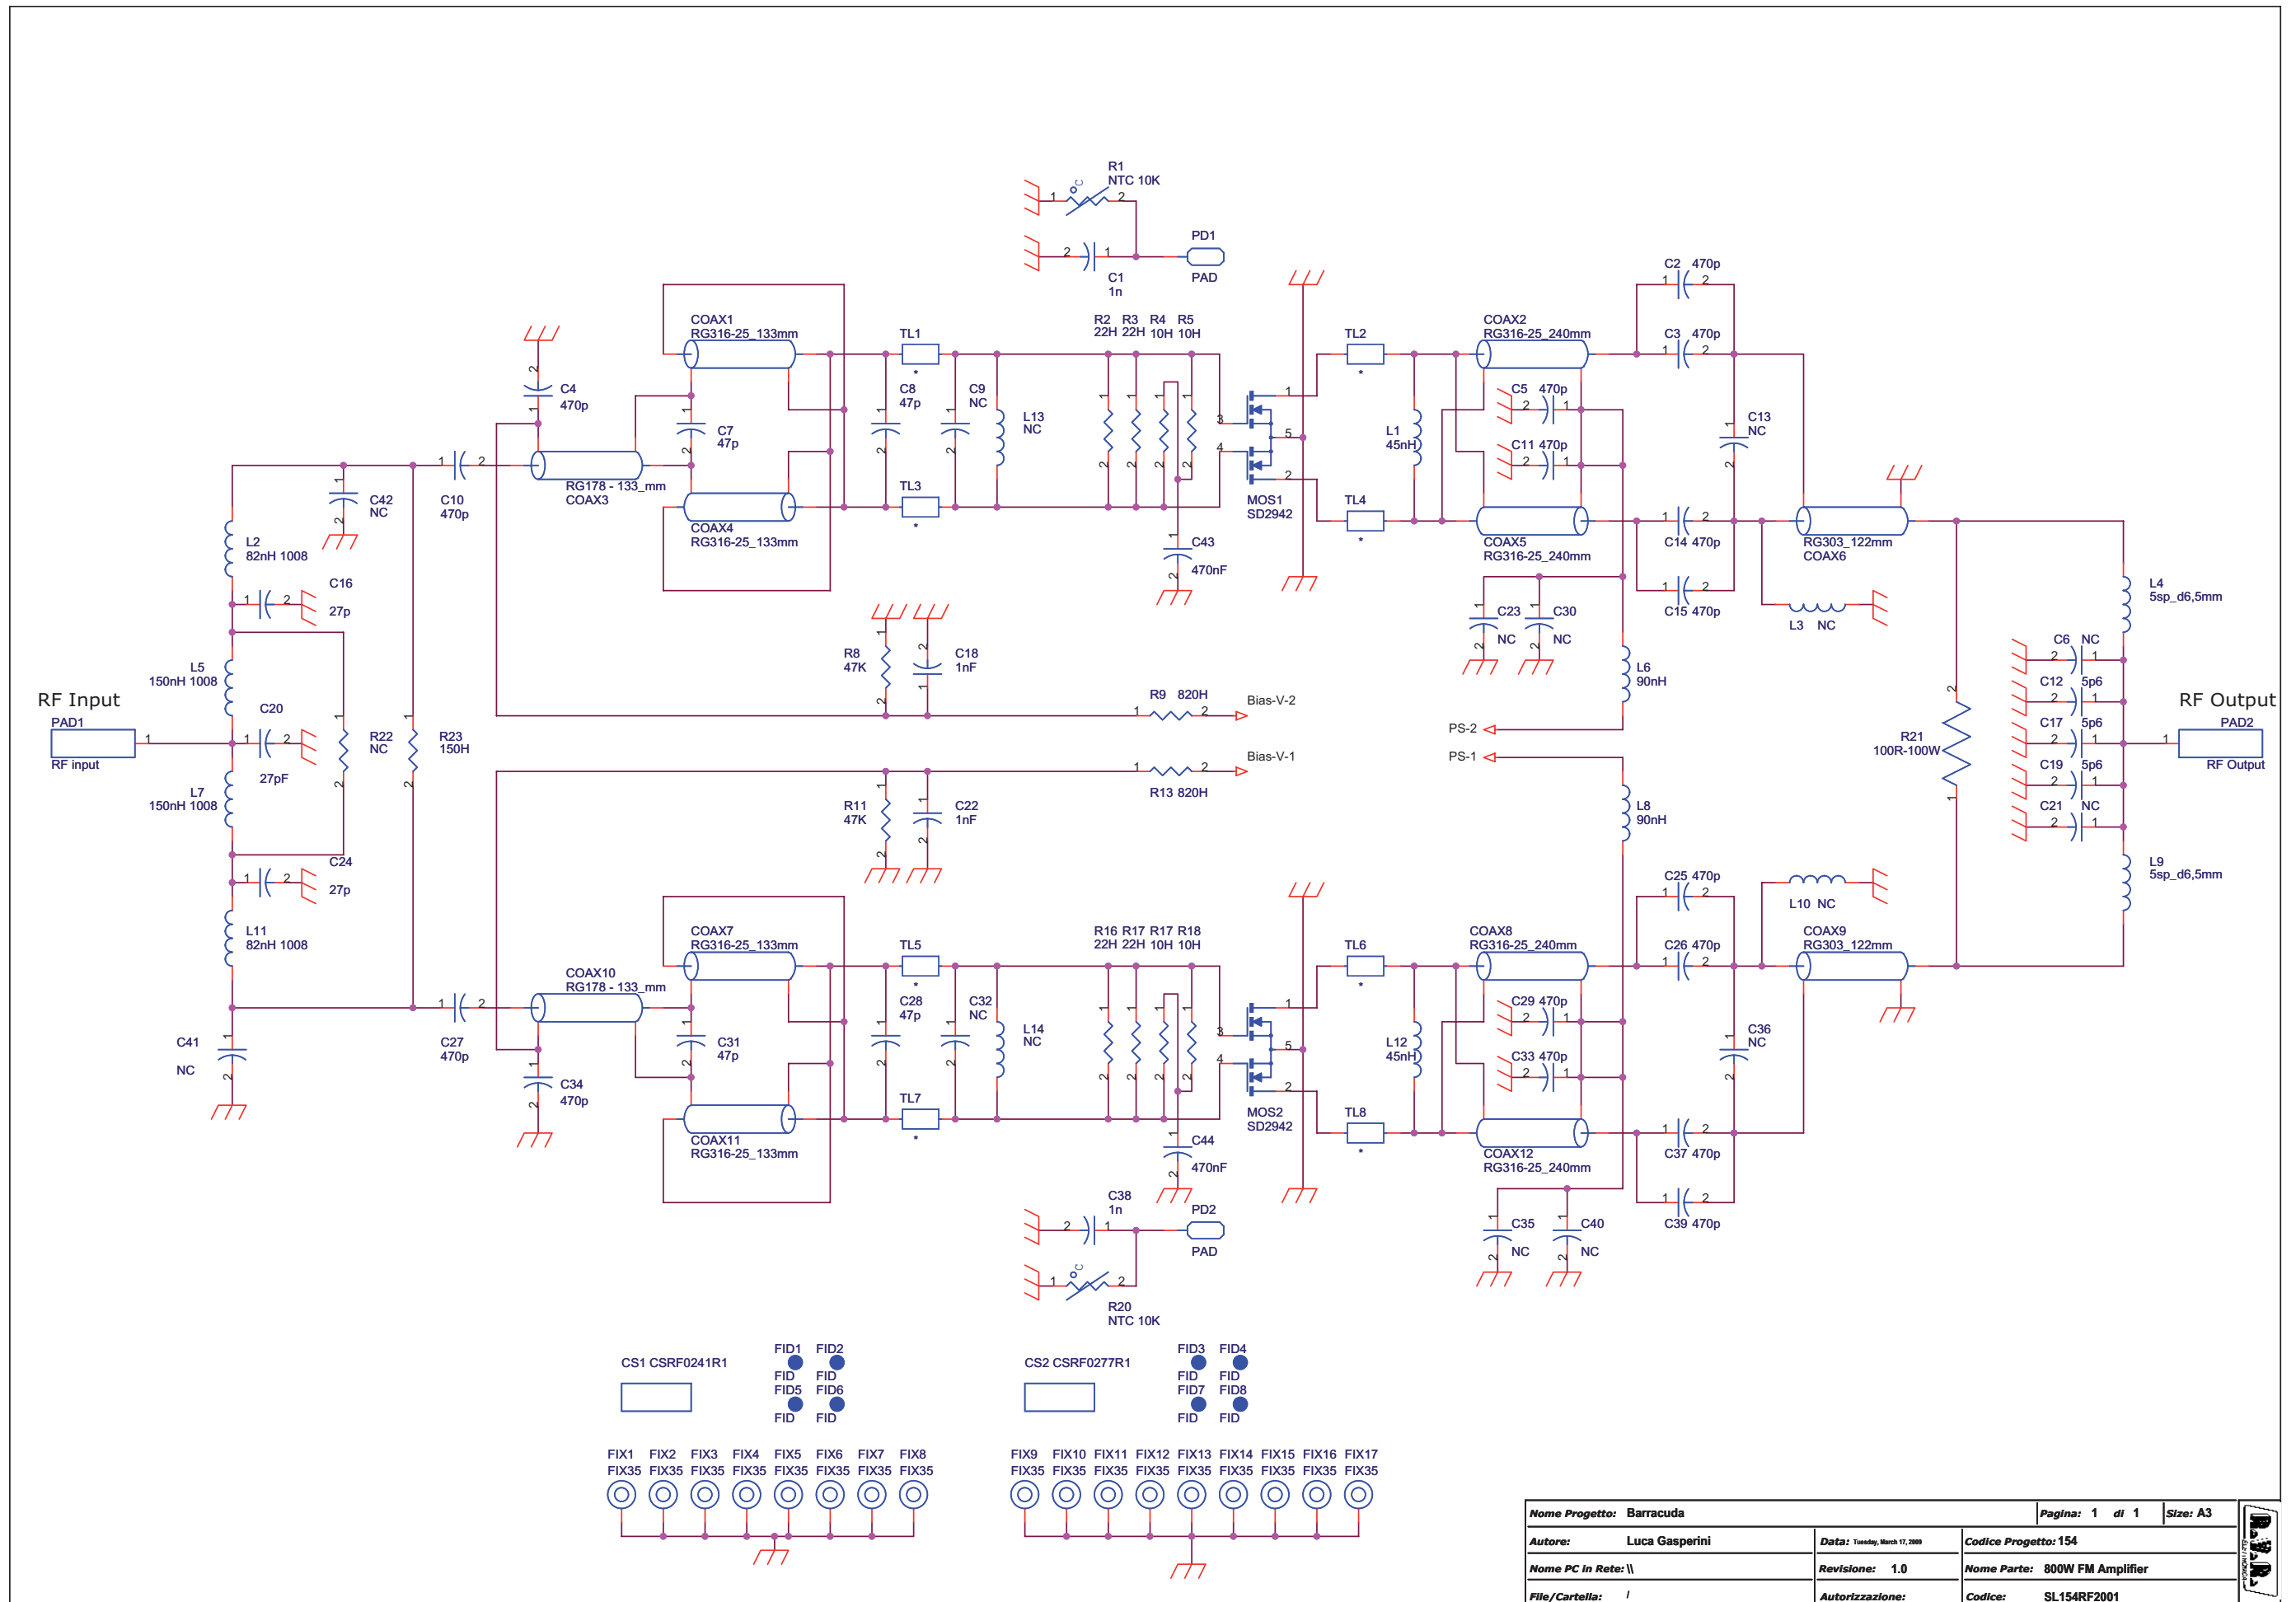 R1
NTC 10K
°C
1
2
PD1
PAD
2
1
C1
1n
COAX1
RG316-25_133mm
TL1
*
R2 R3 R4 R5
22H 22H 10H 10H
TL2
*
COAX2
RG316-25_240mm
C2 470p
C3 470p
C4
470p
C7
47p
C8
47p
C9
NC
L13
NC
L1
45nH
C5 470p
C11 470p
C13
NC
MOS1
SD2942
RG178 - 133_mm
COAX3
C42
NC
C10
470p
COAX4
RG316-25_133mm
TL3
*
TL4
*
COAX5
RG316-25_240mm
C14 470p
RG303_122mm
COAX6
L2
82nH 1008
C16
27p
C43
470nF
C15 470p
L4
5sp_d6,5mm
L3 NC
C23
NC
C30
NC
R8
47K
C18
1nF
L5
150nH 1008
L6
90nH
C6 NC
C12 5p6
R9 820H
Bias-V-2
PS-2
RF Input
PAD1
1
RF input
C20
27pF
R22
NC
R23
150H
R21
100R-100W
C17 5p6
RF Output
PAD2
1
RF Output
PS-1
Bias-V-1
R13 820H
C19 5p6
C21 NC
L7
150nH 1008
R11
47K
C22
1nF
L8
90nH
C24
27p
L9
5sp_d6,5mm
C25 470p
L10 NC
L11
82nH 1008
COAX7
RG316-25_133mm
TL5
*
R16 R17 R17 R18
22H 22H 10H 10H
TL6
*
COAX8
RG316-25_240mm
C26 470p
COAX9
RG303_122mm
COAX10
RG178 - 133_mm
C41
NC
C27
470p
C31
47p
C28
47p
C32
NC
L14
NC
L12
45nH
C29 470p
C33 470p
C36
NC
C34
470p
MOS2
SD2942
COAX11
RG316-25_133mm
TL7
*
TL8
*
COAX12
RG316-25_240mm
C37 470p
C44
470nF
C38
1n
PD2
PAD
C35
NC
C40
NC
C39 470p
°C
R20
NTC 10K
CS1 CSRF0241R1
FID1 FID2
FID FID
FID5 FID6
FID FID
CS2 CSRF0277R1
FID3 FID4
FID FID
FID7 FID8
FID FID
FIX1 FIX2 FIX3 FIX4 FIX5 FIX6 FIX7 FIX8
FIX35 FIX35 FIX35 FIX35 FIX35 FIX35 FIX35 FIX35
FIX9 FIX10 FIX11 FIX12 FIX13 FIX14 FIX15 FIX16 FIX17
FIX35 FIX35 FIX35 FIX35 FIX35 FIX35 FIX35 FIX35 FIX35
Nome Progetto: Barracuda Pagina: 1 di 1 Size: A3
Autore: Luca Gasperini Data: Tuesday, March 17, 2009 Codice Progetto: 154
Nome PC in Rete: \\ Revisione: 1.0 Nome Parte: 800W FM Amplifier
File/Cartella: / Autorizzazione: Codice: SL154RF2001